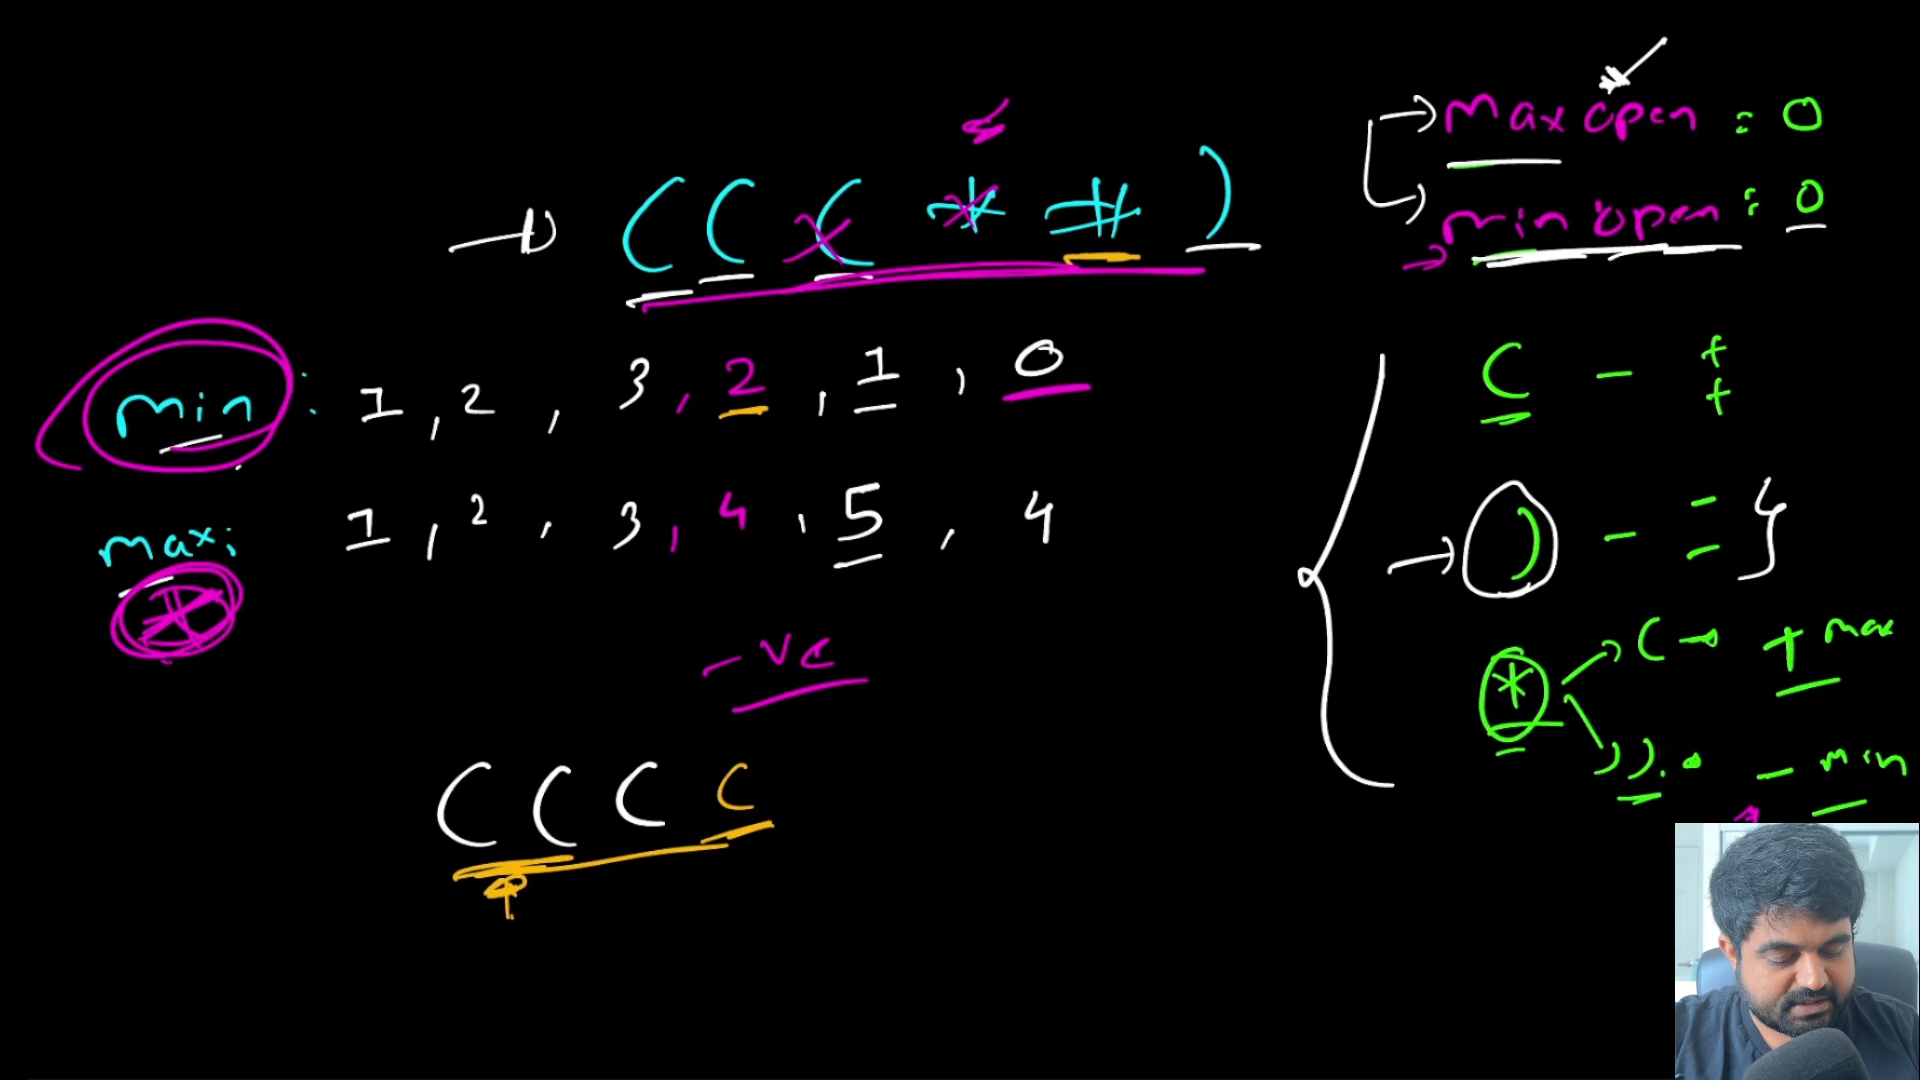 max open : 0
( ( ( * * )
min open : 0
min : 1 , 2 , 3 , 2 , 1 , 0
( - + +
max : 1 , 2 , 3 , 4 , 5 , 4
) - - -
- ve
* ( → + max
) - min
( ( ( (